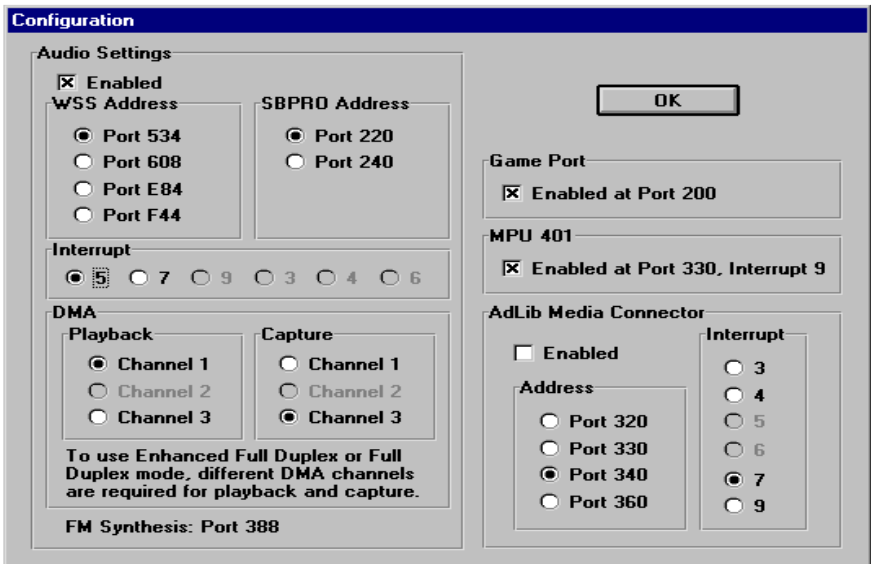 Configuration
Audio Settings
Enabled
WSS Address
Port 534
Port 608
Port E84
Port F44
SBPRO Address
Port 220
Port 240
Interrupt
5 7 9 3 4 6
DMA
Playback
Channel 1
Channel 2
Channel 3
Capture
Channel 1
Channel 2
Channel 3
To use Enhanced Full Duplex or Full
Duplex mode, different DMA channels
are required for playback and capture.
FM Synthesis: Port 388
OK
Game Port
Enabled at Port 200
MPU 401
Enabled at Port 330, Interrupt 9
AdLib Media Connector
Enabled
Address
Port 320
Port 330
Port 340
Port 360
Interrupt
3
4
5
6
7
9